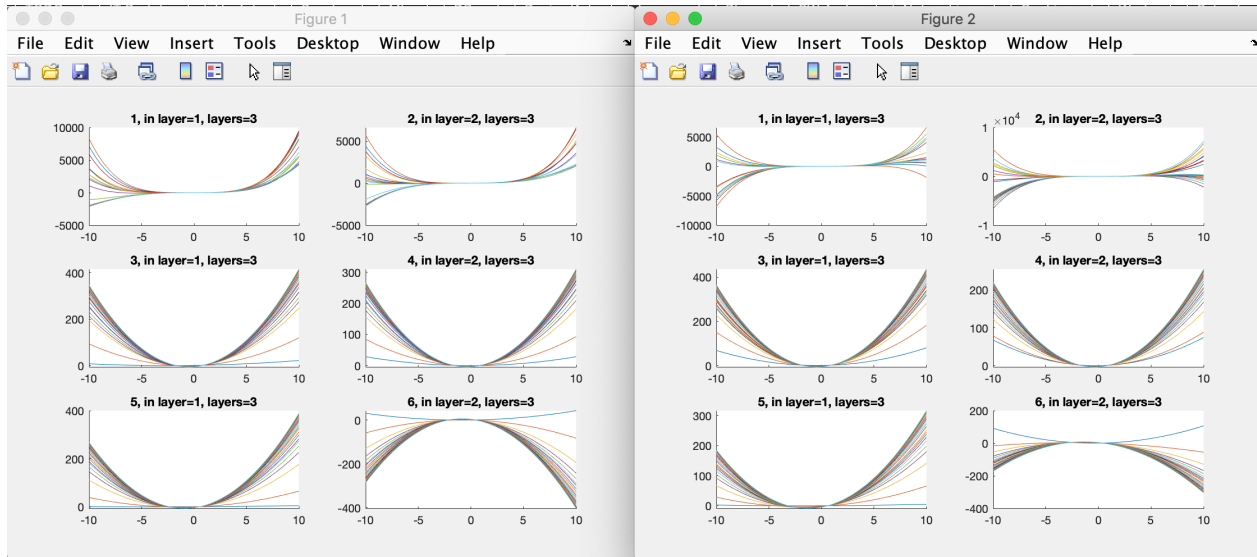 Figure 1
File Edit View Insert Tools Desktop Window Help
1, in layer=1, layers=3
10000
5000
0
-5000
-10 -5 0 5 10
2, in layer=2, layers=3
5000
0
-5000
-10 -5 0 5 10
3, in layer=1, layers=3
400
200
0
-10 -5 0 5 10
4, in layer=2, layers=3
300
200
100
0
-10 -5 0 5 10
5, in layer=1, layers=3
400
200
0
-10 -5 0 5 10
6, in layer=2, layers=3
0
-200
-400
-10 -5 0 5 10
Figure 2
File Edit View Insert Tools Desktop Window Help
1, in layer=1, layers=3
5000
0
-5000
-10000
-10 -5 0 5 10
×10^4
2, in layer=2, layers=3
1
0
-1
-10 -5 0 5 10
3, in layer=1, layers=3
400
200
0
-10 -5 0 5 10
4, in layer=2, layers=3
200
100
0
-10 -5 0 5 10
5, in layer=1, layers=3
300
200
100
0
-10 -5 0 5 10
6, in layer=2, layers=3
200
0
-200
-400
-10 -5 0 5 10